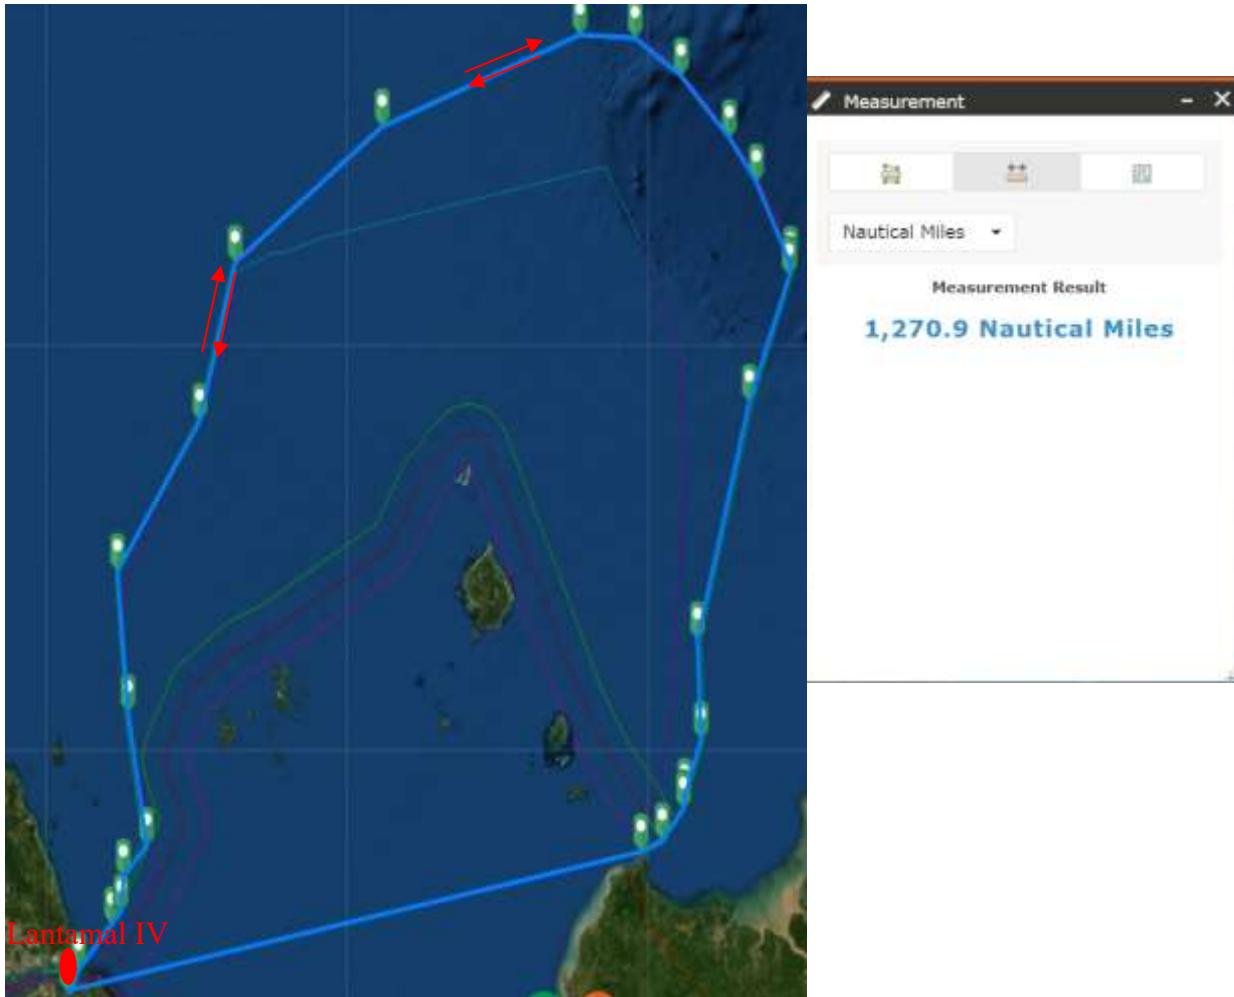 Lantamal IV
Measurement
Nautical Miles
Measurement Result
1,270.9 Nautical Miles